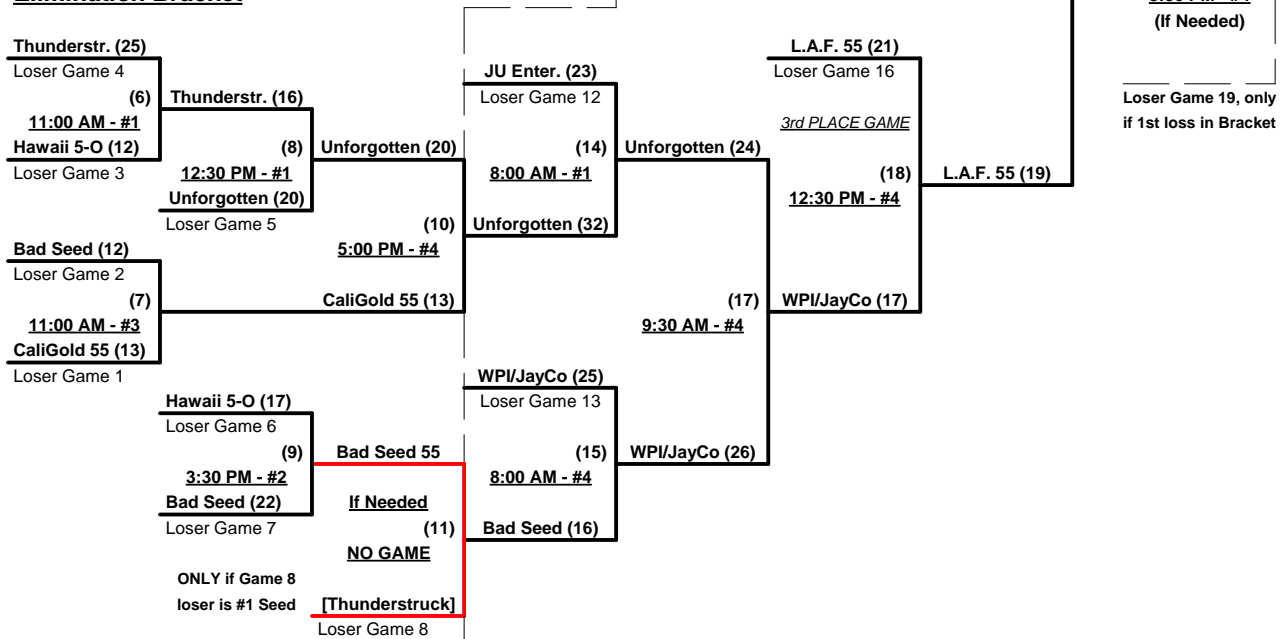 Thunderstr. (25)
Loser Game 4
(6)
11:00 AM - #1
Hawaii 5-O (12)
Loser Game 3
Thunderstr. (16)
(8)
12:30 PM - #1
Unforgotten (20)
Loser Game 5
Bad Seed (12)
Loser Game 2
(7)
11:00 AM - #3
CaliGold 55 (13)
Loser Game 1
Unforgotten (20)
(10)
5:00 PM - #4
CaliGold 55 (13)
Hawaii 5-O (17)
Loser Game 6
(9)
3:30 PM - #2
Bad Seed (22)
Loser Game 7
Bad Seed 55
If Needed
(11)
NO GAME
ONLY if Game 8
loser is #1 Seed
[Thunderstruck]
Loser Game 8
JU Enter. (23)
Loser Game 12
(14)
8:00 AM - #1
Unforgotten (32)
WPI/JayCo (25)
Loser Game 13
(15)
8:00 AM - #4
Bad Seed (16)
Unforgotten (24)
(17)
9:30 AM - #4
WPI/JayCo (26)
L.A.F. 55 (21)
Loser Game 16
3rd PLACE GAME
(18)
12:30 PM - #4
WPI/JayCo (17)
L.A.F. 55 (19)
(If Needed)
Loser Game 19, only
if 1st loss in Bracket